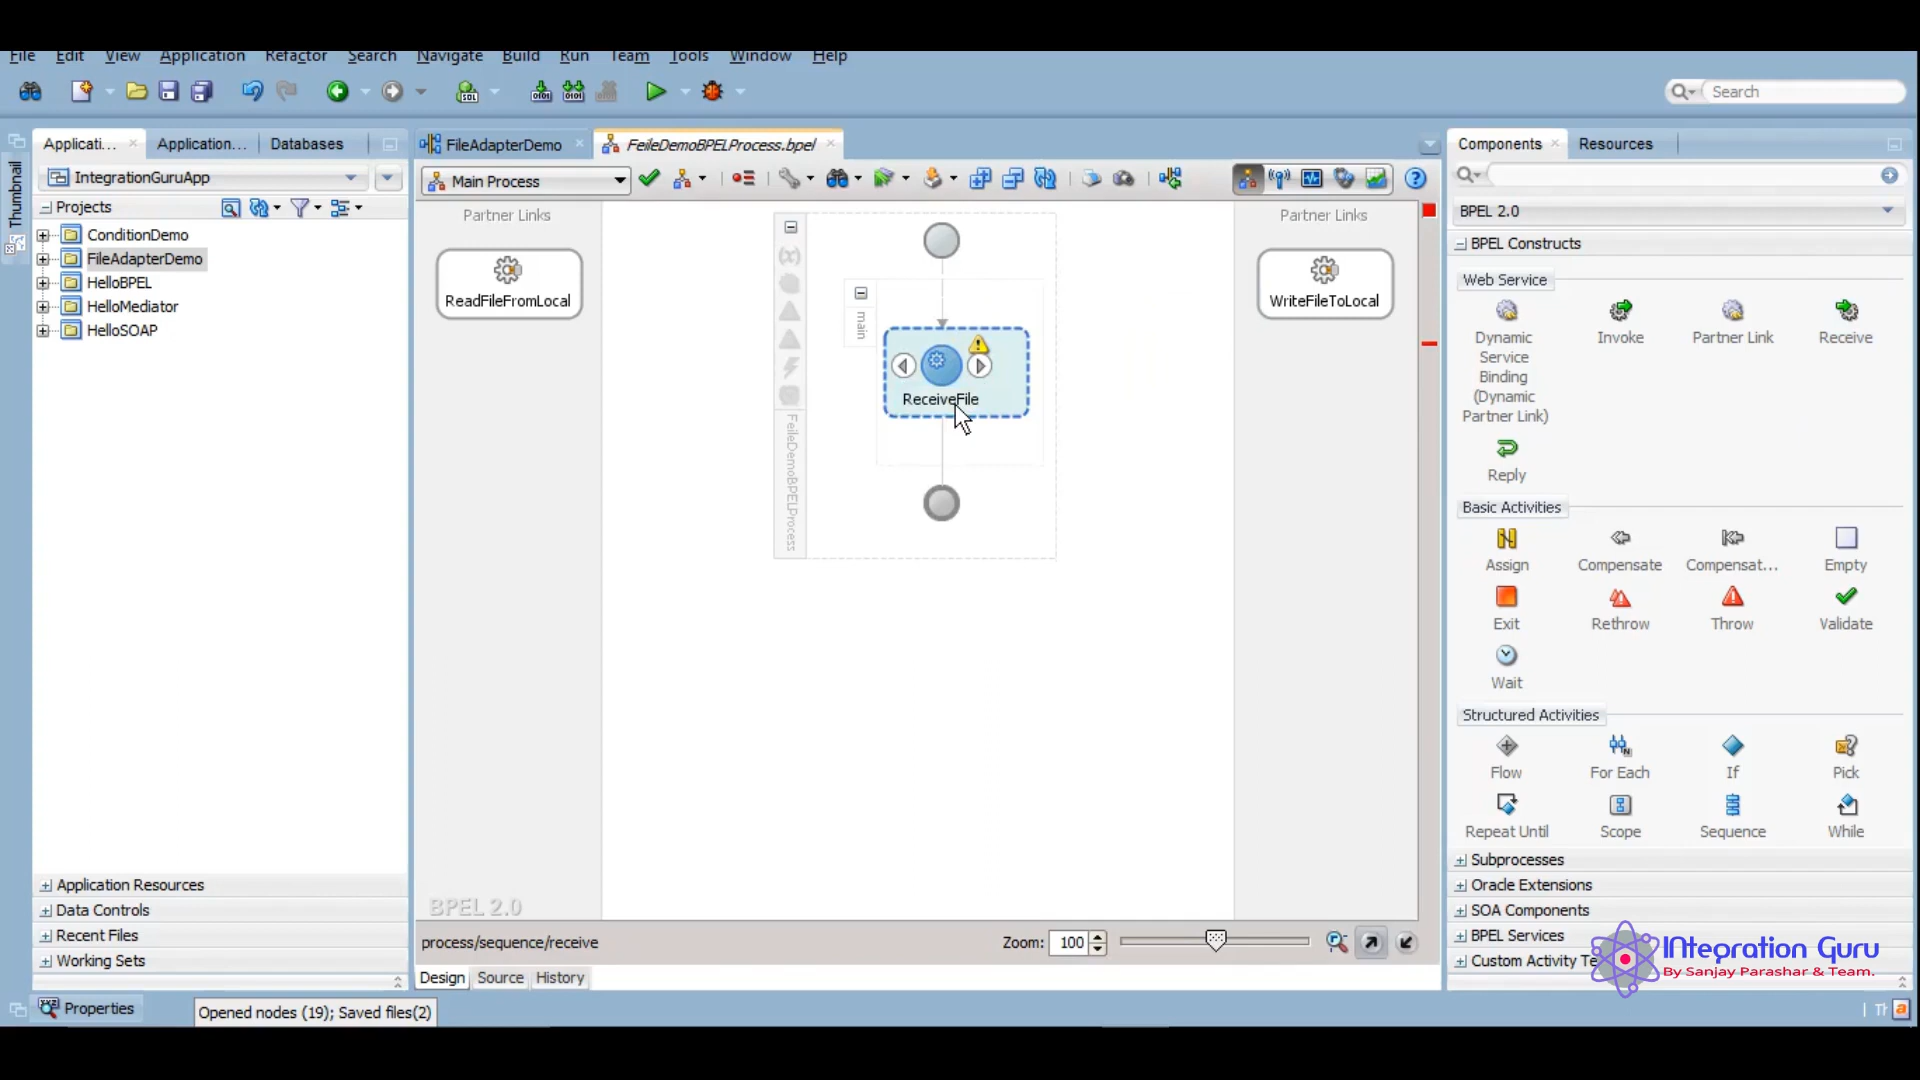 File Edit View Application Refactor Search Navigate Build Run Team Tools Window Help
Search
Thumbnail
Applicati... Application... Databases
FileAdapterDemo FeileDemoBPELProcess.bpel
Components Resources
IntegrationGuruApp
Main Process
Projects
ConditionDemo
FileAdapterDemo
HelloBPEL
HelloMediator
HelloSOAP
Application Resources
Data Controls
Recent Files
Working Sets
Partner Links
ReadFileFromLocal
main
ReceiveFile
FeileDemoBPELProcess
Partner Links
WriteFileToLocal
BPEL 2.0
process/sequence/receive
Zoom: 100
Design Source History
BPEL 2.0
BPEL Constructs
Web Service
Dynamic Service Binding (Dynamic Partner Link)
Invoke
Partner Link
Receive
Reply
Basic Activities
Assign Compensate Compensat... Empty
Exit Rethrow Throw Validate
Wait
Structured Activities
Flow For Each If Pick
Repeat Until Scope Sequence While
Subprocesses
Oracle Extensions
SOA Components
BPEL Services
Custom Activity Te
INtegration Guru
By Sanjay Parashar & Team.
Properties
Opened nodes (19); Saved files(2)